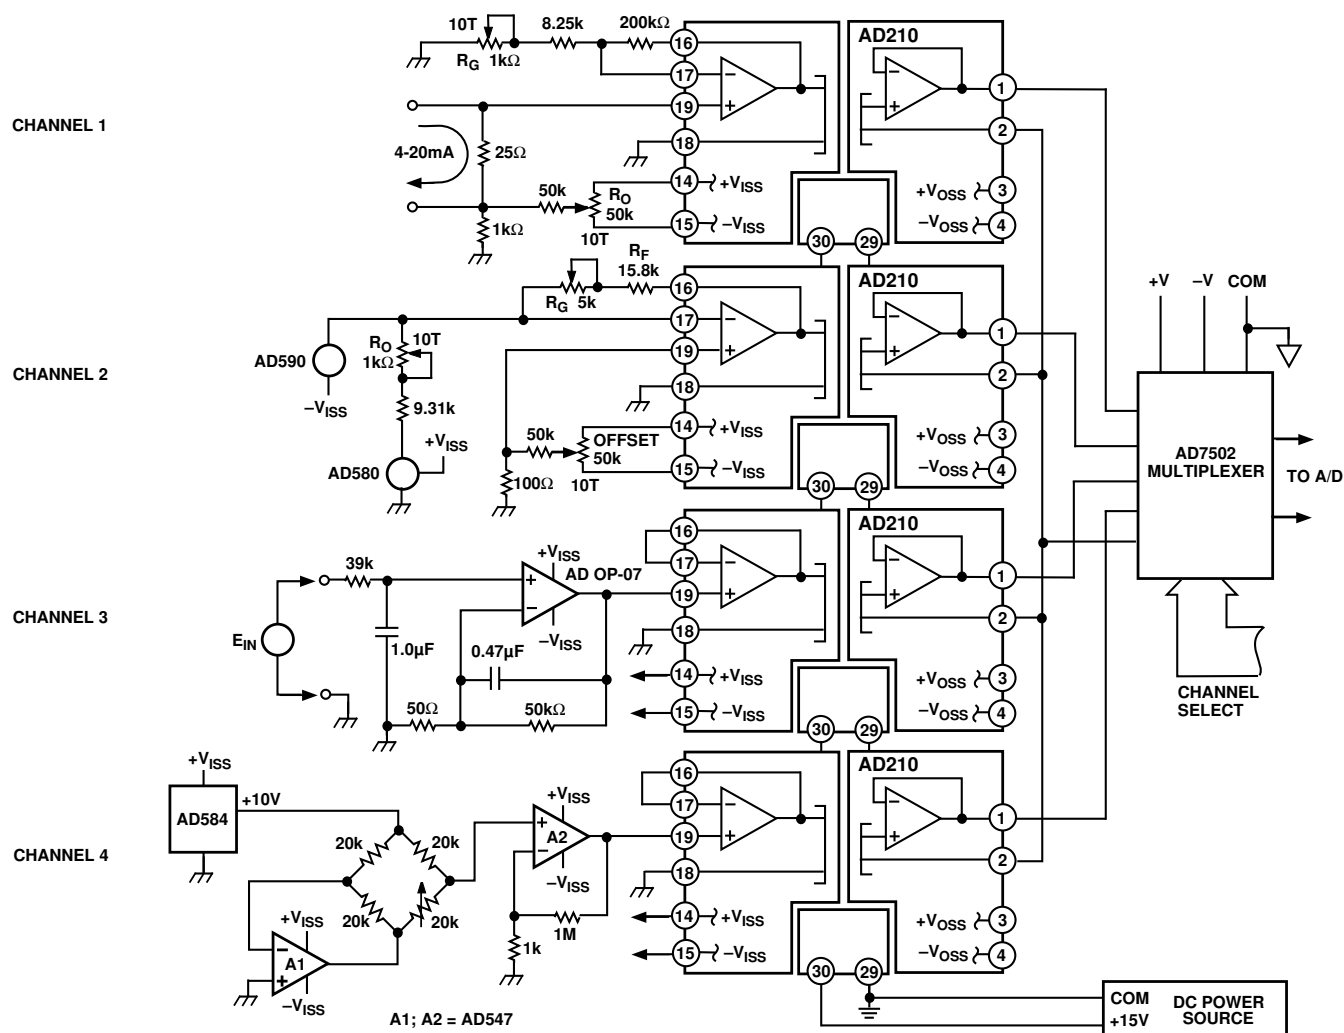 CHANNEL 1
10T
R_G 1kΩ
8.25k
200kΩ
4-20mA
25Ω
1kΩ
50k
R_O
50k
10T
16
17
19
18
14
+V_ISS
15
–V_ISS
AD210
1
2
+V_OSS 3
–V_OSS 4
30
29
CHANNEL 2
AD590
–V_ISS
R_O 10T
1kΩ
9.31k
+V_ISS
AD580
R_G 5k
R_F
15.8k
50k
100Ω
OFFSET
50k
10T
16
17
19
18
14
+V_ISS
15
–V_ISS
AD210
1
2
+V_OSS 3
–V_OSS 4
30
29
CHANNEL 3
E_IN
39k
1.0µF
+V_ISS
AD OP-07
–V_ISS
0.47µF
50Ω
50kΩ
16
17
19
18
14
+V_ISS
15
–V_ISS
AD210
1
2
+V_OSS 3
–V_OSS 4
30
29
CHANNEL 4
+V_ISS
AD584
+10V
20k
20k
20k
20k
+V_ISS
A1
–V_ISS
+V_ISS
A2
–V_ISS
1M
1k
A1; A2 = AD547
16
17
19
18
14
+V_ISS
15
–V_ISS
AD210
1
2
+V_OSS 3
–V_OSS 4
30
29
+V
–V
COM
AD7502
MULTIPLEXER
TO A/D
CHANNEL
SELECT
COM
+15V
DC POWER
SOURCE